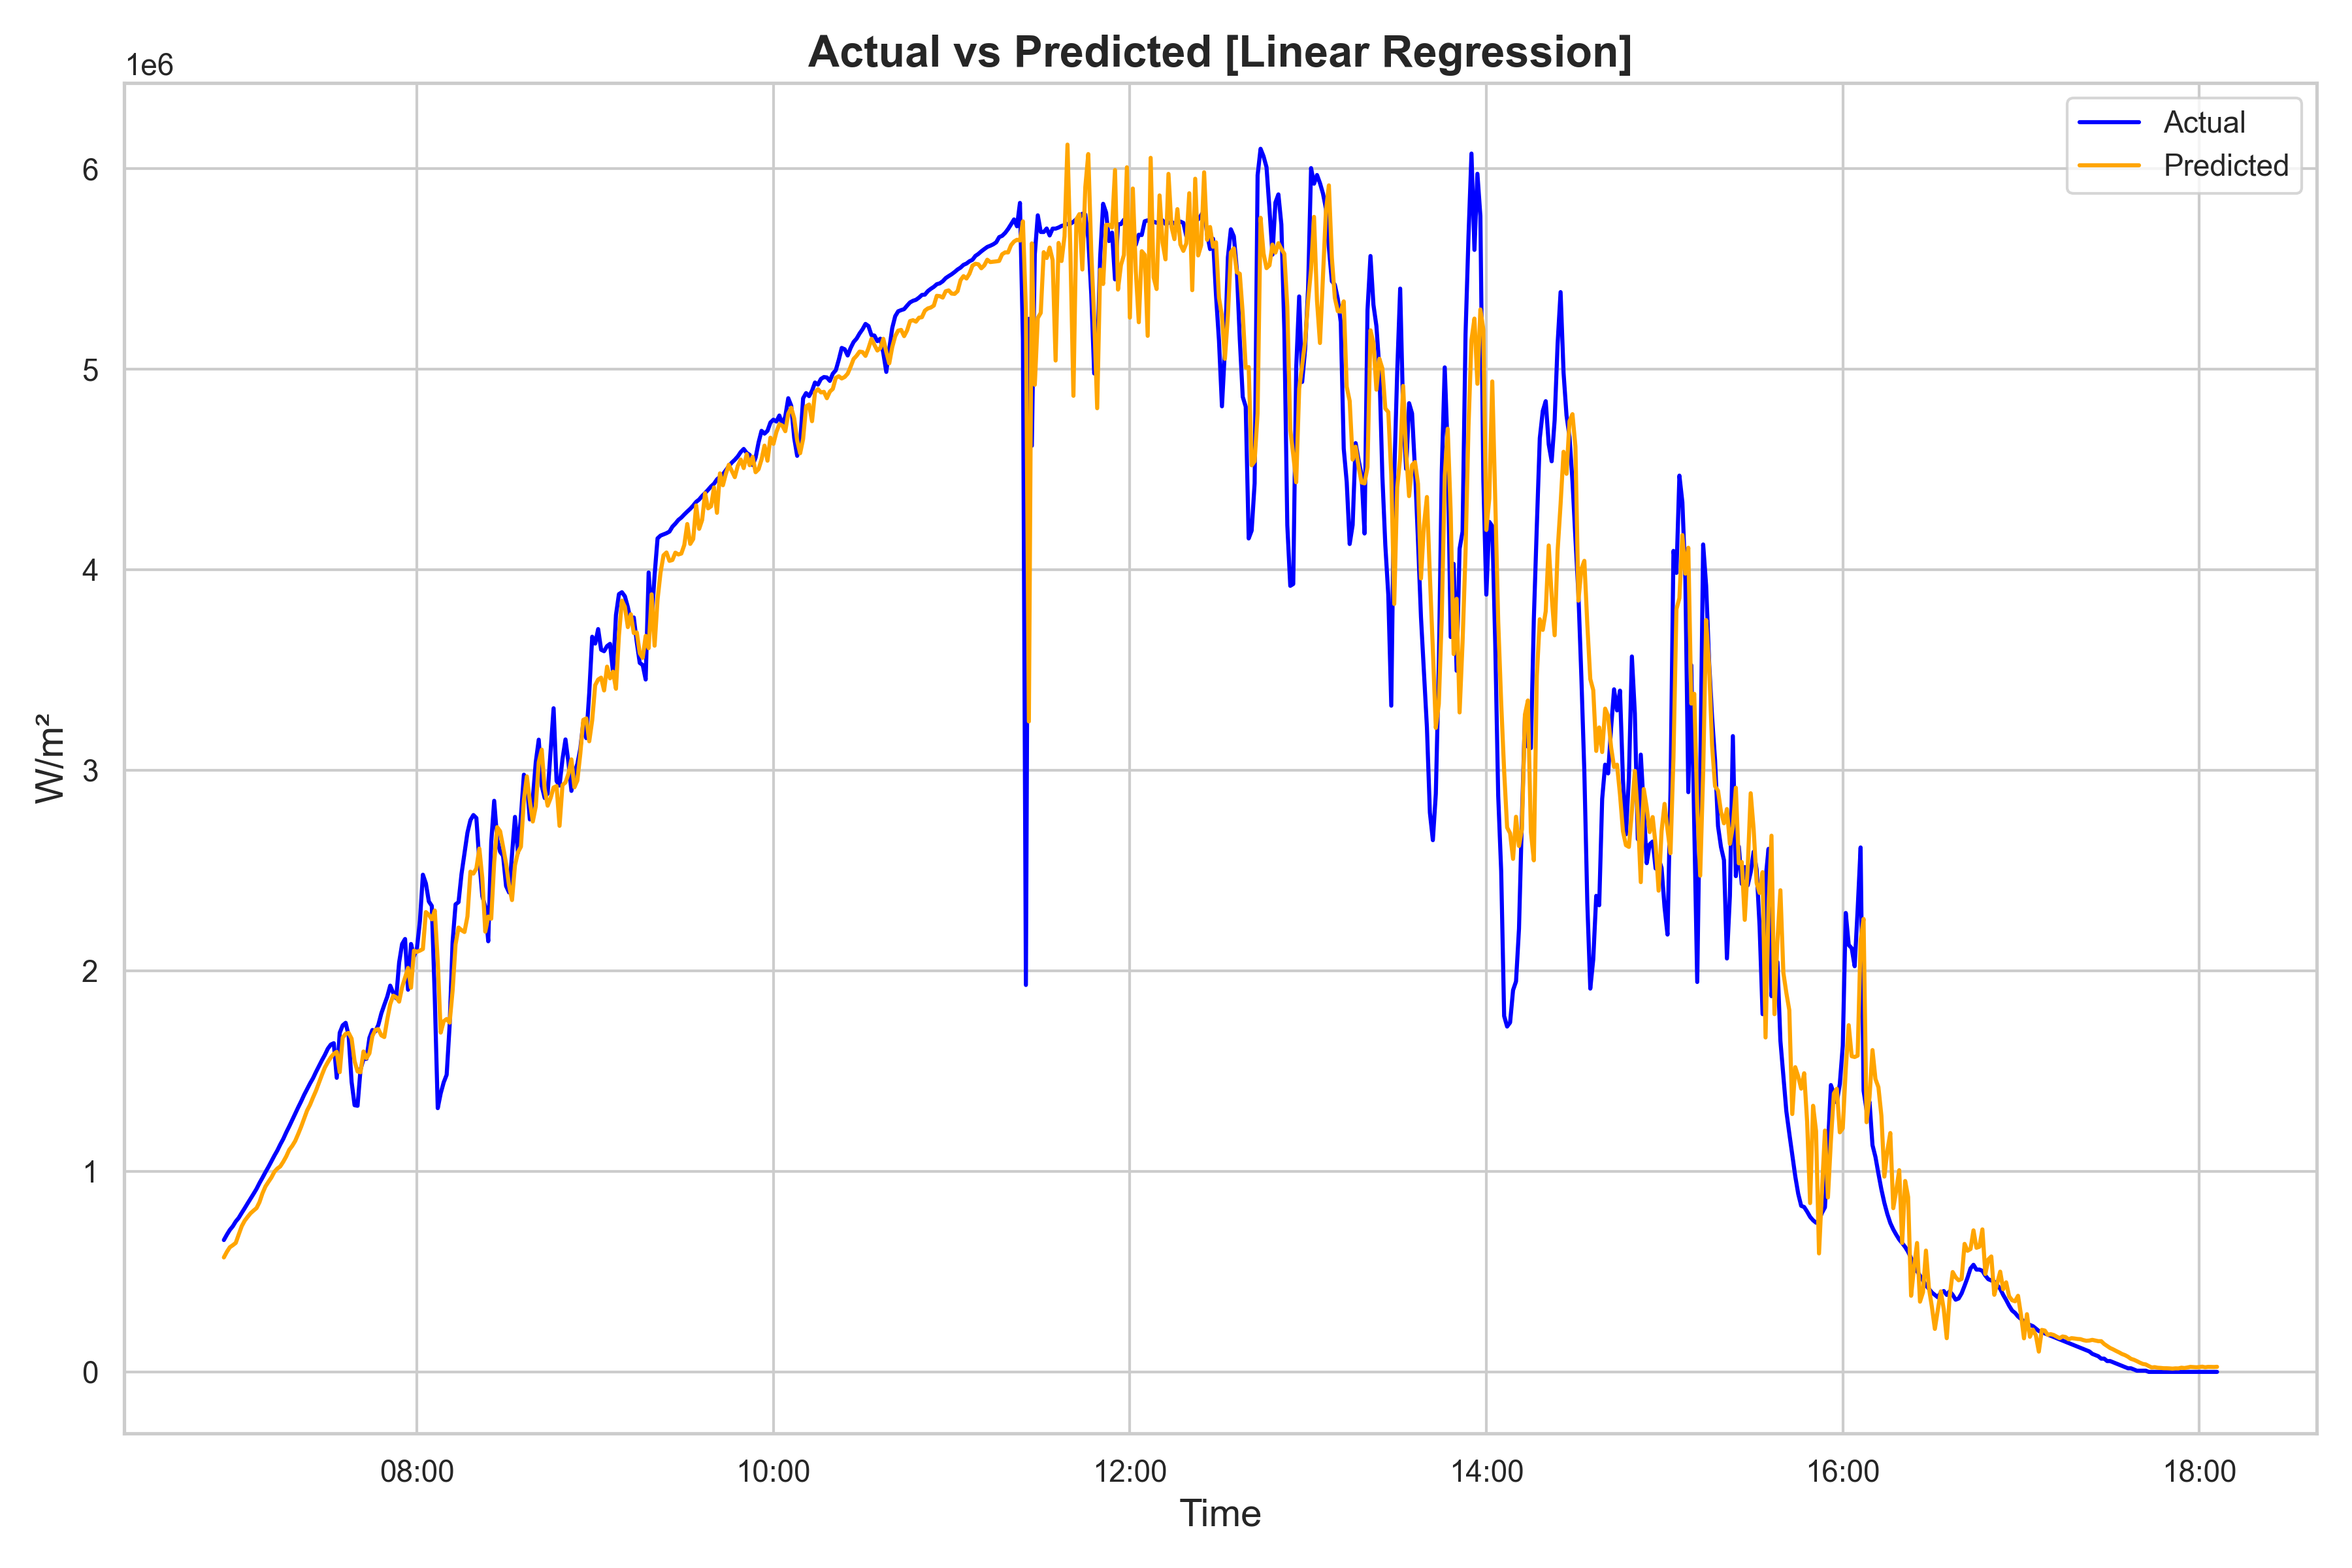 Actual vs Predicted [Linear Regression]
1e6
Actual
Predicted
6
5
4
3
2
1
0
W/m²
08:00 10:00 12:00 14:00 16:00 18:00
Time